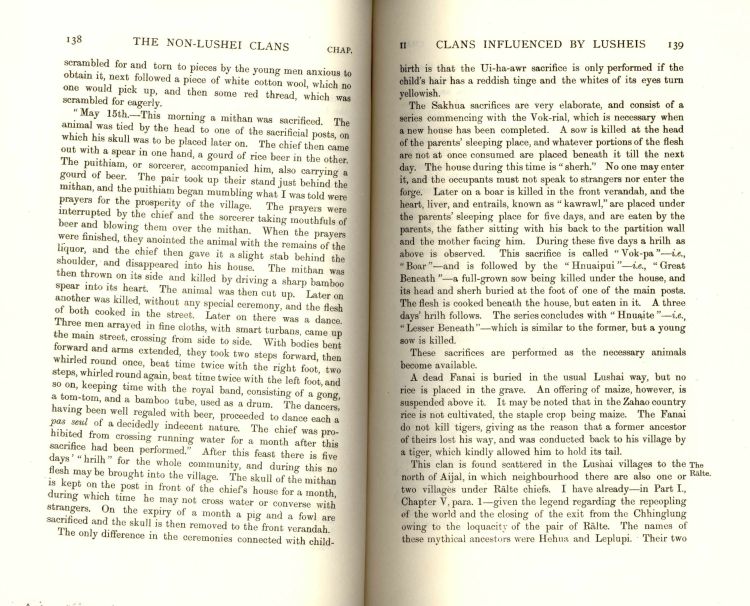 138 THE NON-LUSHEI CLANS CHAP.
scrambled for and torn to pieces by the young men anxious to
obtain it, next followed a piece of white cotton wool, which no
one would pick up, and then some red thread, which was
scrambled for eagerly.
"May 15th.—This morning a mithan was sacrificed. The
animal was tied by the head to one of the sacrificial posts, on
which his skull was to be placed later on. The chief then came
out with a spear in one hand, a gourd of rice beer in the other.
The puithiam, or sorcerer, accompanied him, also carrying a
gourd of beer. The pair took up their stand just behind the
mithan, and the puithiam began mumbling what I was told were
prayers for the prosperity of the village. The prayers were
interrupted by the chief and the sorcerer taking mouthfuls of
beer and blowing them over the mithan. When the prayers
were finished, they anointed the animal with the remains of the
liquor, and the chief then gave it a slight stab behind the
shoulder, and disappeared into his house. The mithan was
then thrown on its side and killed by driving a sharp bamboo
spear into its heart. The animal was then cut up. Later on
another was killed, without any special ceremony, and the flesh
of both cooked in the street. Later on there was a dance.
Three men arrayed in fine cloths, with smart turbans, came up
the main street, crossing from side to side. With bodies bent
forward and arms extended, they took two steps forward, then
whirled round once, beat time twice with the right foot, two
steps, whirled round again, beat time twice with the left foot, and
so on, keeping time with the royal band, consisting of a gong,
a tom-tom, and a bamboo tube, used as a drum. The dancers,
having been well regaled with beer, proceeded to dance each a
pas seul of a decidedly indecent nature. The chief was pro-
hibited from crossing running water for a month after this
sacrifice had been performed." After this feast there is five
days' "hrilh" for the whole community, and during this no
flesh may be brought into the village. The skull of the mithan
is kept on the post in front of the chief's house for a month,
during which time he may not cross water or converse with
strangers. On the expiry of a month a pig and a fowl are
sacrificed and the skull is then removed to the front verandah.
The only difference in the ceremonies connected with child-
II CLANS INFLUENCED BY LUSHEIS 139
birth is that the Ui-ha-awr sacrifice is only performed if the
child's hair has a reddish tinge and the whites of its eyes turn
yellowish.
The Sakhua sacrifices are very elaborate, and consist of a
series commencing with the Vok-rial, which is necessary when
a new house has been completed. A sow is killed at the head
of the parents' sleeping place, and whatever portions of the flesh
are not at once consumed are placed beneath it till the next
day. The house during this time is "sherh." No one may enter
it, and the occupants must not speak to strangers nor enter the
forge. Later on a boar is killed in the front verandah, and the
heart, liver, and entrails, known as "kawrawl," are placed under
the parents' sleeping place for five days, and are eaten by the
parents, the father sitting with his back to the partition wall
and the mother facing him. During these five days a hrilh as
above is observed. This sacrifice is called "Vok-pa"—i.e.,
"Boar"—and is followed by the "Hnuaipui"—i.e., "Great
Beneath"—a full-grown sow being killed under the house, and
its head and sherh buried at the foot of one of the main posts.
The flesh is cooked beneath the house, but eaten in it. A three
days' hrilh follows. The series concludes with "Hnuaite"—i.e.,
"Lesser Beneath"—which is similar to the former, but a young
sow is killed.
These sacrifices are performed as the necessary animals
become available.
A dead Fanai is buried in the usual Lushai way, but no
rice is placed in the grave. An offering of maize, however, is
suspended above it. It may be noted that in the Zahao country
rice is not cultivated, the staple crop being maize. The Fanai
do not kill tigers, giving as the reason that a former ancestor
of theirs lost his way, and was conducted back to his village by
a tiger, which kindly allowed him to hold its tail.
This clan is found scattered in the Lushai villages to the The
north of Aijal, in which neighbourhood there are also one or Rälte.
two villages under Rälte chiefs. I have already—in Part I.,
Chapter V, para. 1—given the legend regarding the repeopling
of the world and the closing of the exit from the Chhinglung
owing to the loquacity of the pair of Rälte. The names of
these mythical ancestors were Hehua and Leplupi. Their two